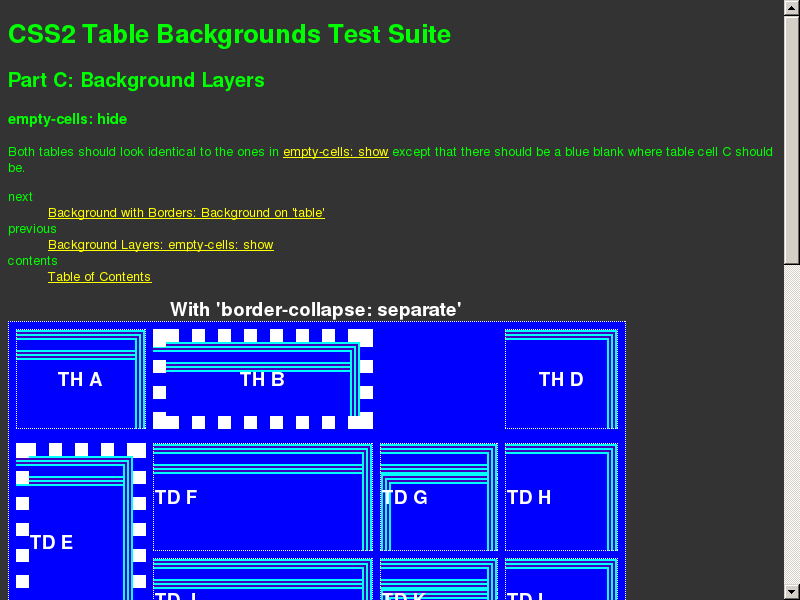 CSS2 Table Backgrounds Test Suite
Part C: Background Layers
empty-cells: hide
Both tables should look identical to the ones in empty-cells: show except that there should be a blue blank where table cell C should
be.
next
Background with Borders: Background on 'table'
previous
Background Layers: empty-cells: show
contents
Table of Contents
With 'border-collapse: separate'
TH A
TH B
TH D
TD E
TD F
TD G
TD H